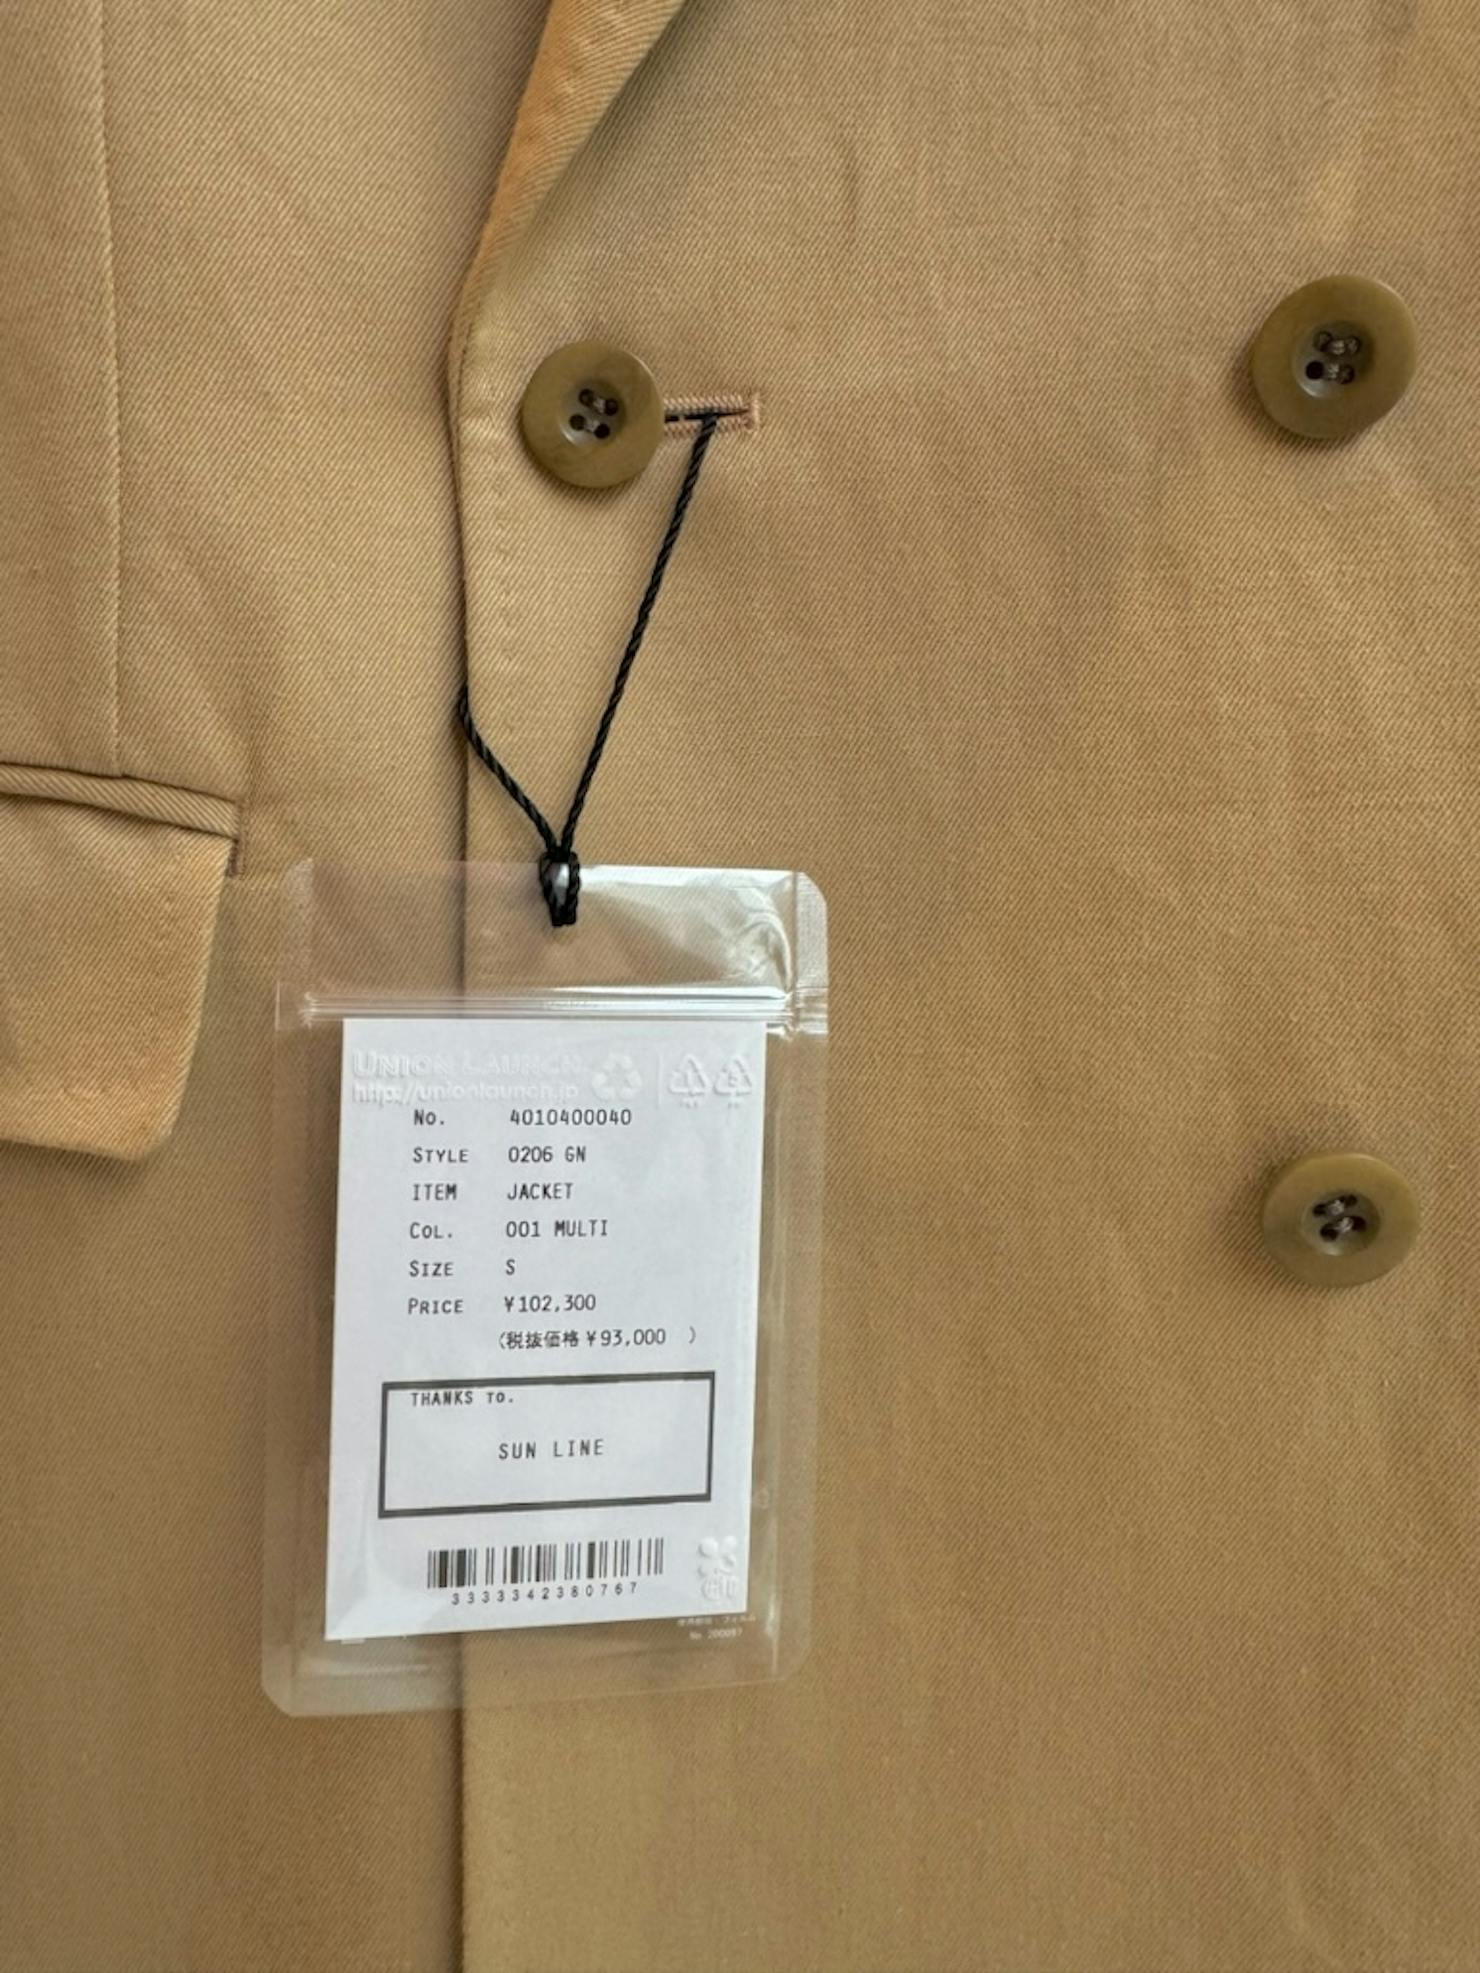 UNION LAUNCH.
http://unionlaunch.jp
No. 4010400040
STYLE 0206 GN
ITEM JACKET
COL. 001 MULTI
SIZE S
PRICE ¥102,300
(税抜価格 ¥93,000 )
THANKS TO.
SUN LINE
3333342380767